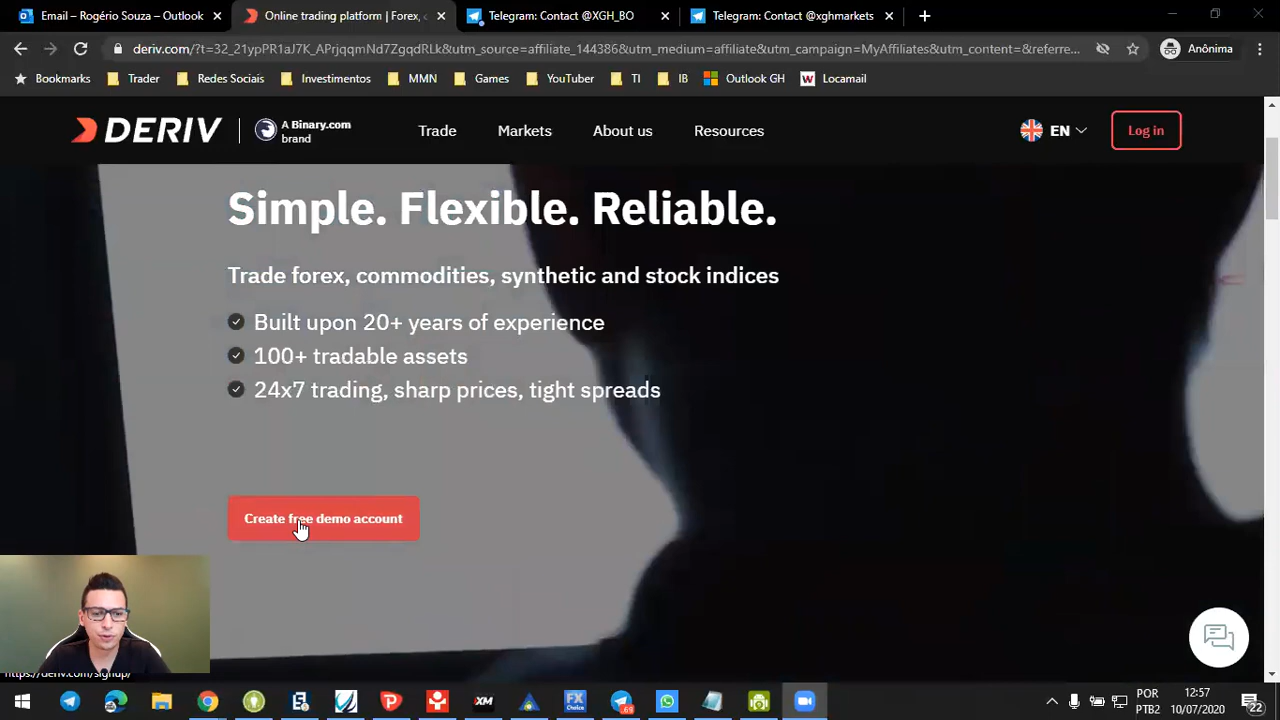 Email – Rogério Souza – Outlook
Online trading platform | Forex, c
Telegram: Contact @XGH_BO
Telegram: Contact @xghmarkets
deriv.com/?t=32_21ypPR1aJ7K_APrjqqmNd7ZgqdRLk&utm_source=affiliate_144386&utm_medium=affiliate&utm_campaign=MyAffiliates&utm_content=&referre...
Anônima
Bookmarks
Trader
Redes Sociais
Investimentos
MMN
Games
YouTuber
TI
IB
Outlook GH
Locamail
DERIV
A Binary.com
brand
Trade
Markets
About us
Resources
EN
Log in
Simple. Flexible. Reliable.
Trade forex, commodities, synthetic and stock indices
Built upon 20+ years of experience
100+ tradable assets
24x7 trading, sharp prices, tight spreads
Create free demo account
https://deriv.com/signup/
XM
FX
Choice
.69
POR
PTB2
12:57
10/07/2020
22